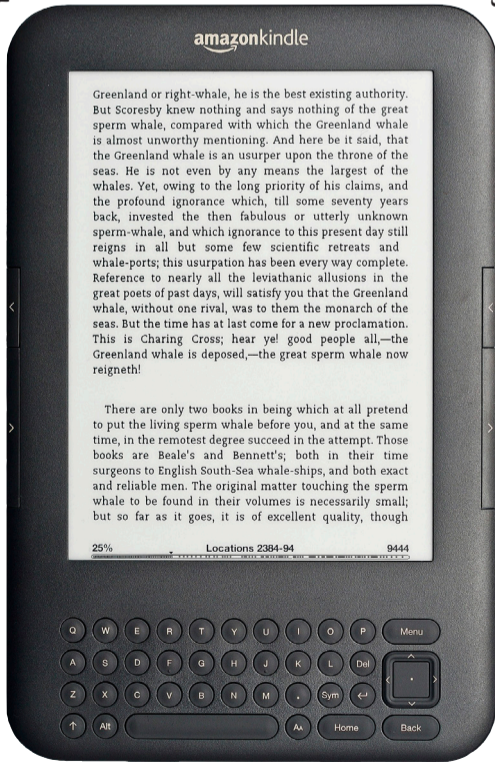 amazonkindle
Greenland or right-whale, he is the best existing authority.
But Scoresby knew nothing and says nothing of the great
sperm whale, compared with which the Greenland whale
is almost unworthy mentioning. And here be it said, that
the Greenland whale is an usurper upon the throne of the
seas. He is not even by any means the largest of the
whales. Yet, owing to the long priority of his claims, and
the profound ignorance which, till some seventy years
back, invested the then fabulous or utterly unknown
sperm-whale, and which ignorance to this present day still
reigns in all but some few scientific retreats and
whale-ports; this usurpation has been every way complete.
Reference to nearly all the leviathanic allusions in the
great poets of past days, will satisfy you that the Greenland
whale, without one rival, was to them the monarch of the
seas. But the time has at last come for a new proclamation.
This is Charing Cross; hear ye! good people all,—the
Greenland whale is deposed,—the great sperm whale now
reigneth!
There are only two books in being which at all pretend
to put the living sperm whale before you, and at the same
time, in the remotest degree succeed in the attempt. Those
books are Beale's and Bennett's; both in their time
surgeons to English South-Sea whale-ships, and both exact
and reliable men. The original matter touching the sperm
whale to be found in their volumes is necessarily small;
but so far as it goes, it is of excellent quality, though
25% Locations 2384-94 9444
Q W E R T Y U I O P Menu
A S D F G H J K L Del
Z X C V B N M . Sym ↵
↑ Alt Aᴀ Home Back